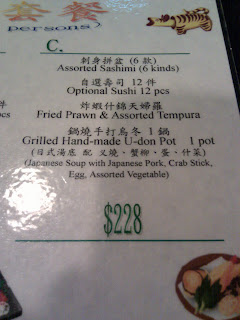 套餐
persons)
C.
刺身拼盆 (6 款)
Assorted Sashimi (6 kinds)
自選壽司 12 件
Optional Sushi 12 pcs
炸蝦什錦天婦羅
Fried Prawn & Assorted Tempura
鍋燒手打烏冬 1 鍋
Grilled Hand-made U-don Pot 1 pot
(日式湯底 配 叉燒、蟹柳、蛋、什菜)
(Japanese Soup with Japanese Pork, Crab Stick,
Egg, Assorted Vegetable)
$228